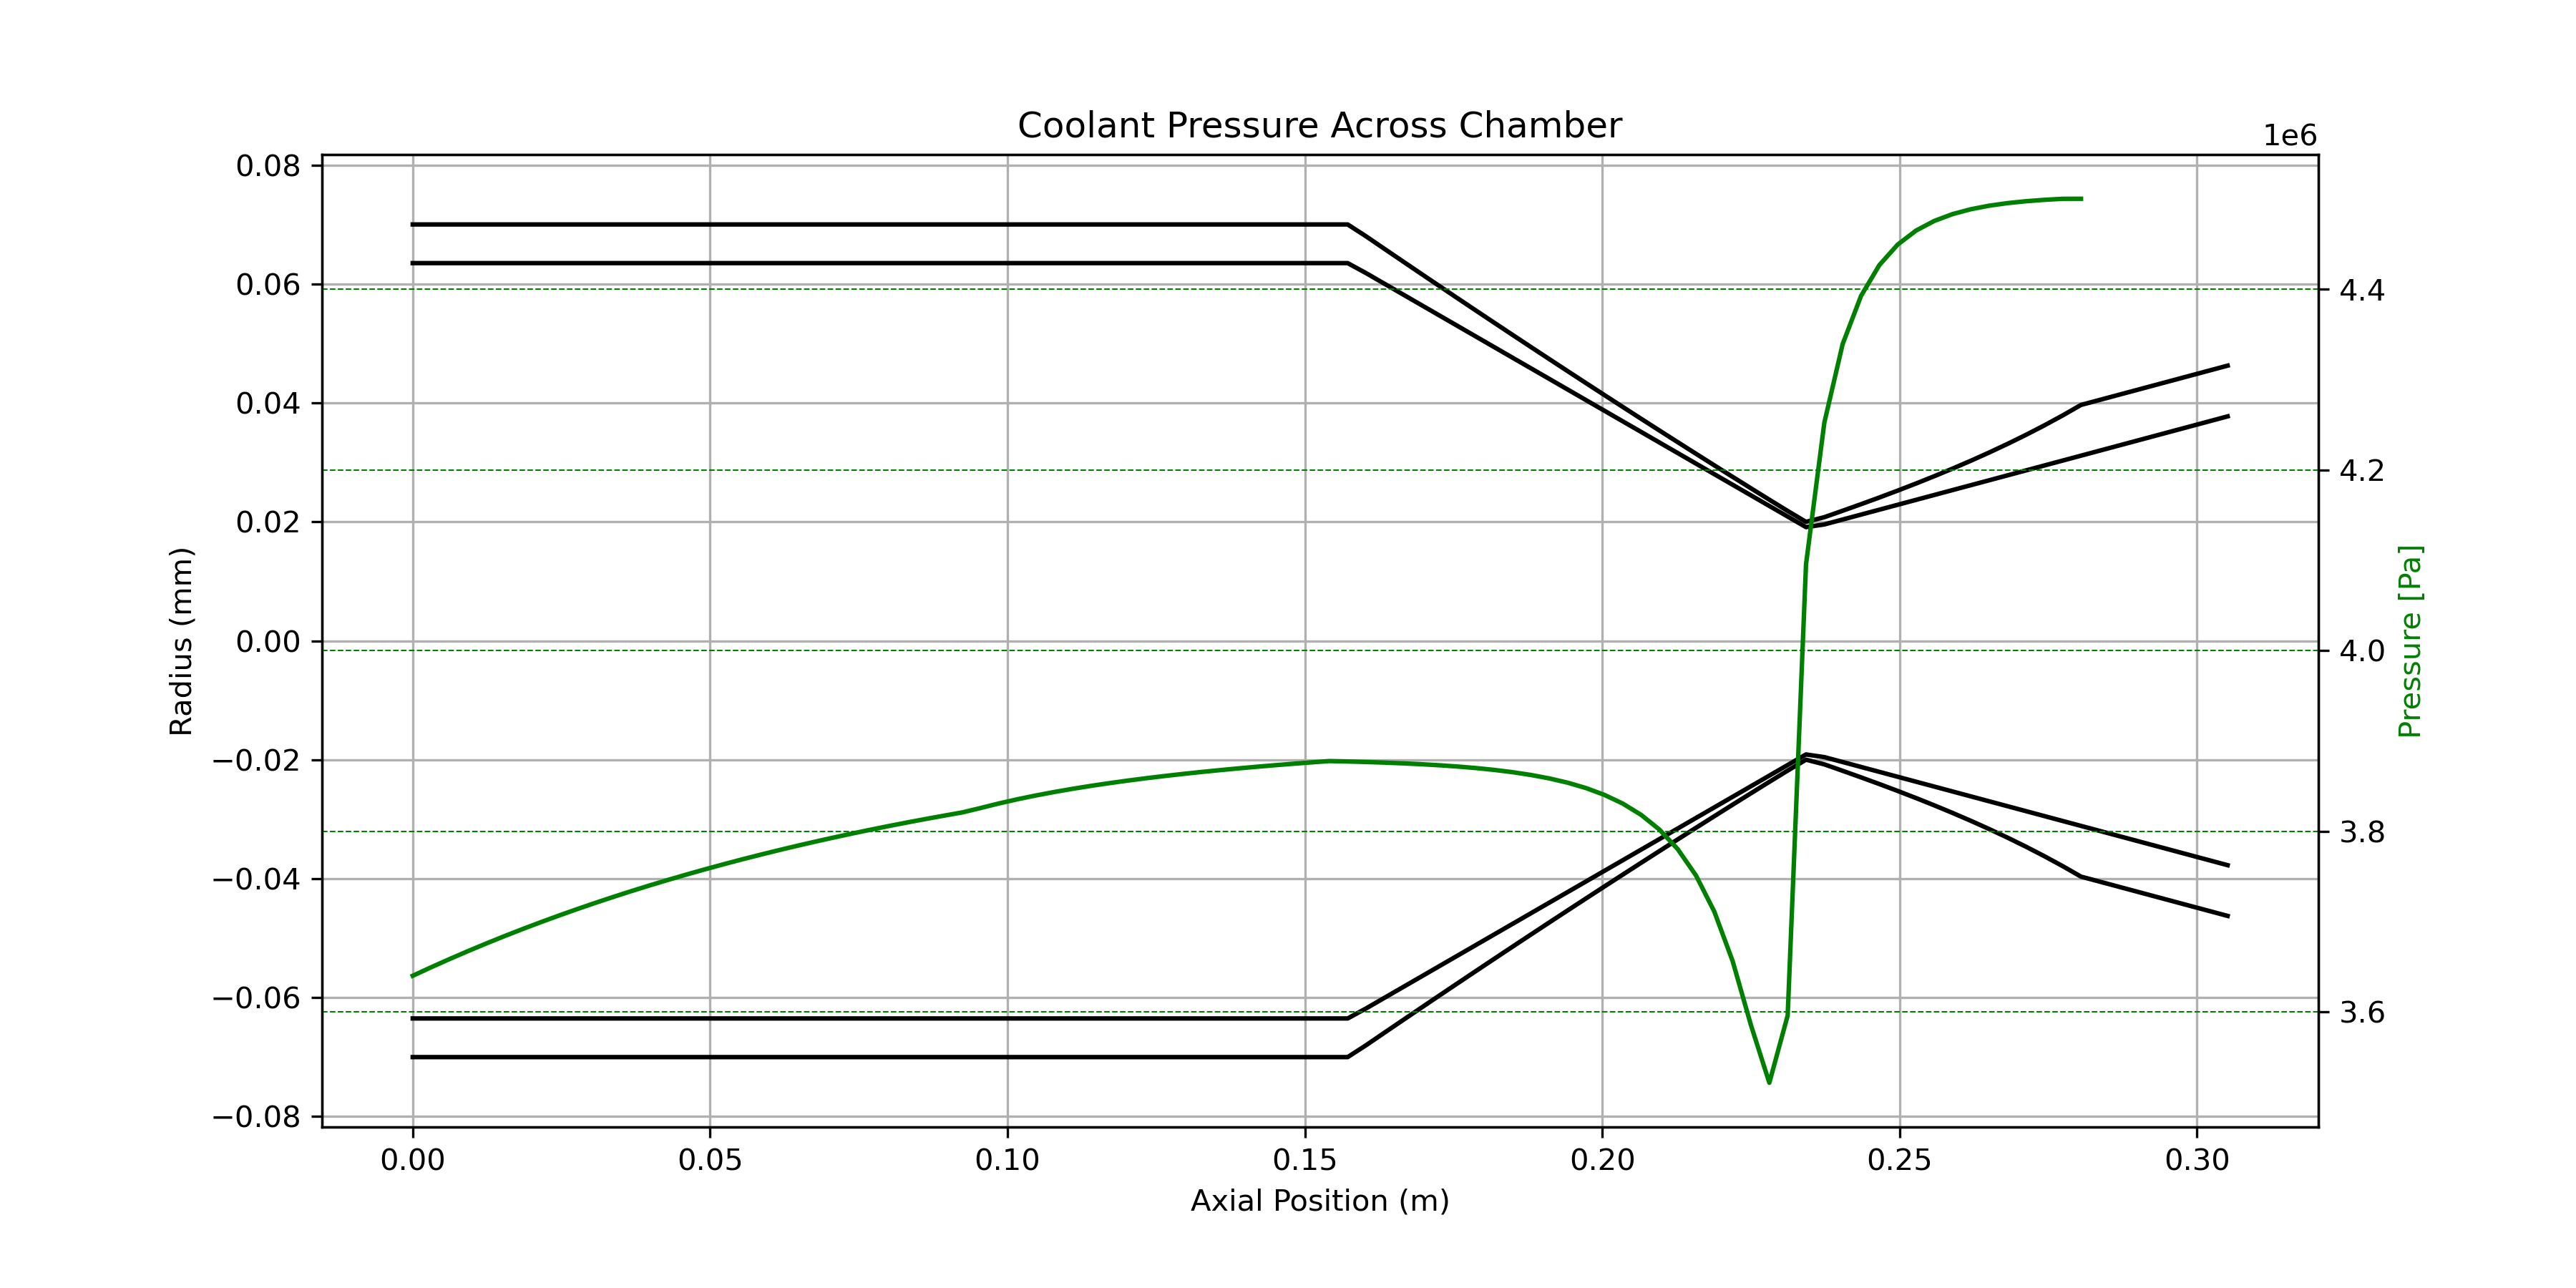 Coolant Pressure Across Chamber
1e6
0.08
0.06
0.04
0.02
0.00
−0.02
−0.04
−0.06
−0.08
Radius (mm)
4.4
4.2
4.0
3.8
3.6
Pressure [Pa]
0.00 0.05 0.10 0.15 0.20 0.25 0.30
Axial Position (m)